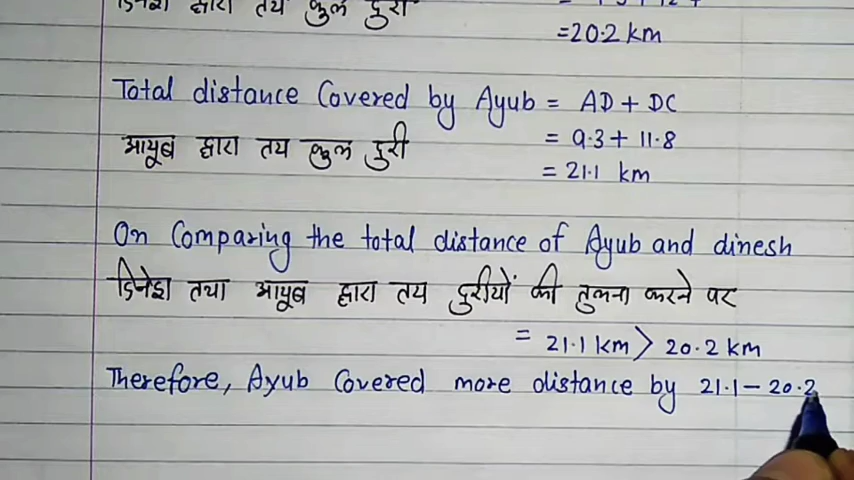 द्वारा तय कुल दुरी
=20.2 km
Total distance Covered by Ayub = AD + DC
आयूब द्वारा तय कुल दुरी = 9.3 + 11.8
= 21.1 km
On Comparing the total distance of Ayub and dinesh
डिनेश तथा आयूब द्वारा तय दुरीयों की तुलना करने पर
= 21.1 km > 20.2 km
Therefore, Ayub Covered more distance by 21.1 - 20.2